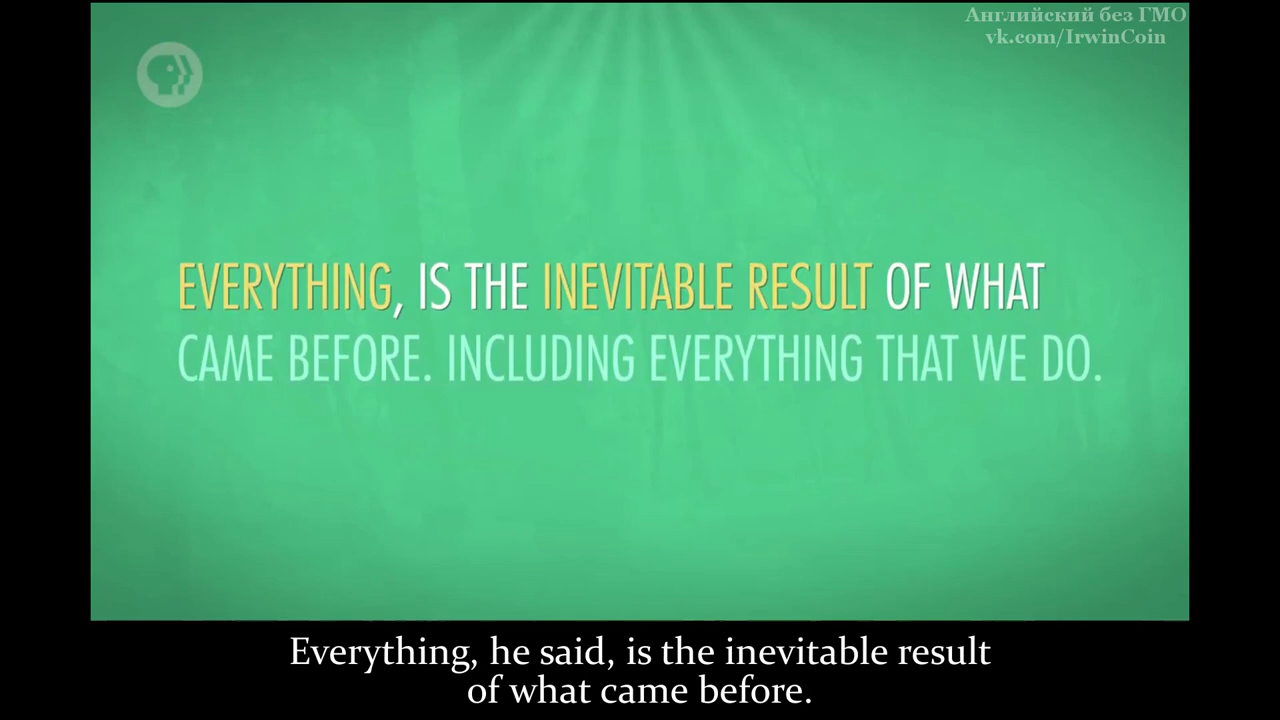 Английский без ГМО
vk.com/IrwinCoin
EVERYTHING, IS THE INEVITABLE RESULT OF WHAT
CAME BEFORE. INCLUDING EVERYTHING THAT WE DO.
Everything, he said, is the inevitable result
of what came before.